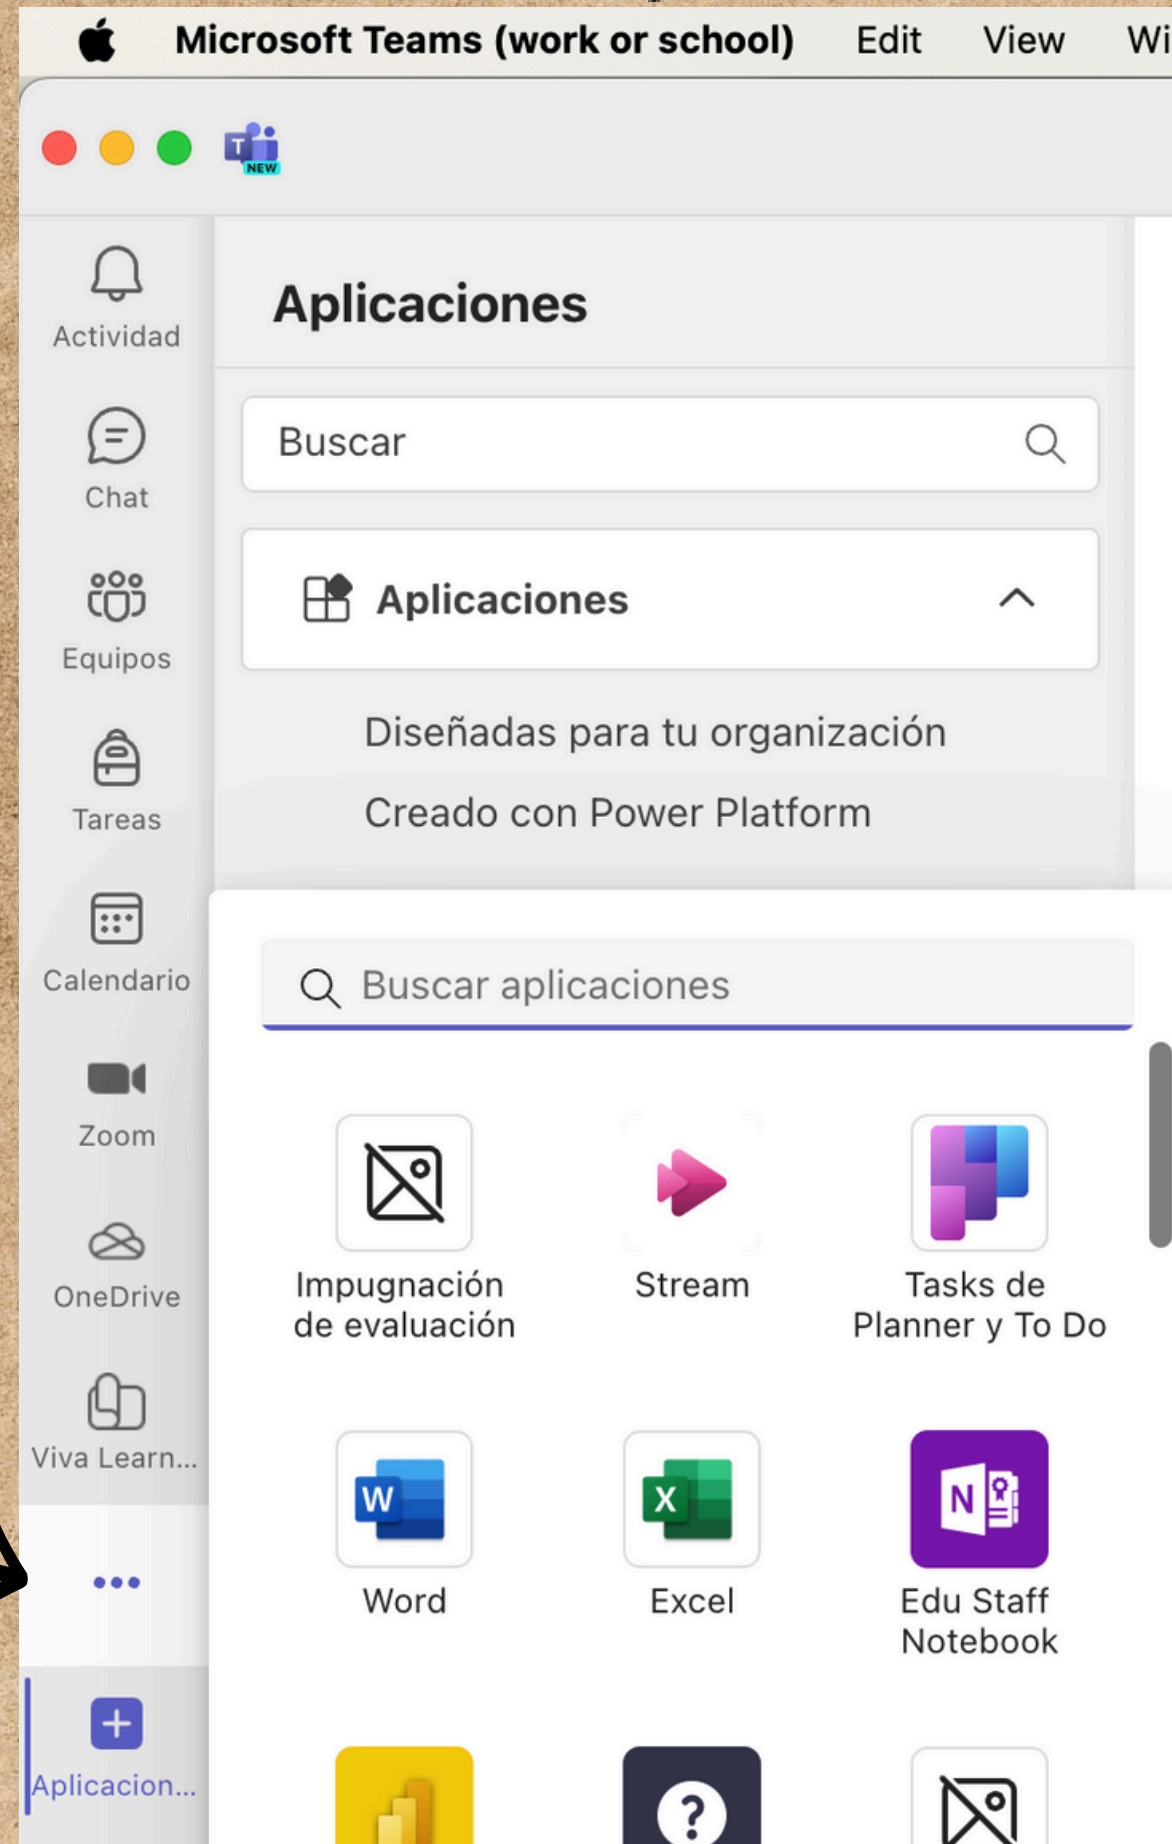 Microsoft Teams (work or school) Edit View Wi
T
NEW
Aplicaciones
Actividad
Buscar
Chat
Aplicaciones
Equipos
Diseñadas para tu organización
Tareas
Creado con Power Platform
Calendario
Buscar aplicaciones
Zoom
OneDrive
Impugnación
de evaluación
Stream
Tasks de
Planner y To Do
Viva Learn...
W
X
N
Word
Excel
Edu Staff
Notebook
Aplicacion...
?